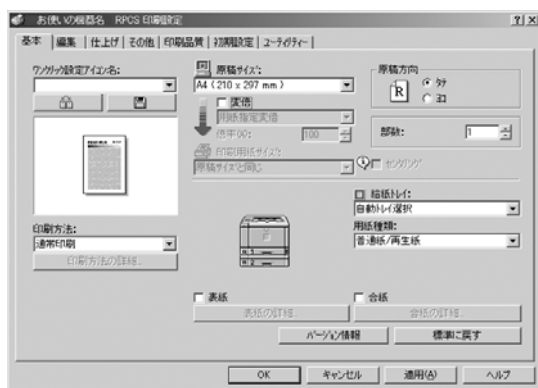 お使いの機器名 RPCS 印刷設定
基本 編集 仕上げ その他 印刷品質 初期設定 ユーティリティー
ワンクリック設定アイコン名:
原稿サイズ:
A4 (210 x 297 mm)
変倍
用紙指定変倍
倍率(%): 100
印刷用紙サイズ:
原稿サイズと同じ
センタリング
原稿方向
R
タテ
ヨコ
部数: 1
印刷方法:
通常印刷
印刷方法の詳細...
給紙トレイ:
自動トレイ選択
用紙種類:
普通紙/再生紙
表紙
表紙の詳細...
合紙
合紙の詳細...
バージョン情報
標準に戻す
OK キャンセル 適用(A) ヘルプ